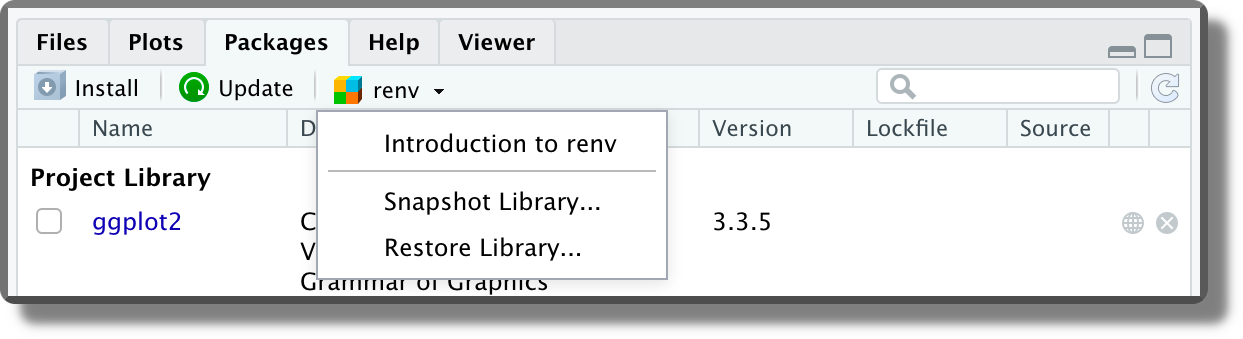 Files Plots Packages Help Viewer
Install Update renv
Name D Version Lockfile Source
Introduction to renv
Project Library
Snapshot Library...
ggplot2 C 3.3.5
Restore Library...
V
Grammar of Graphics